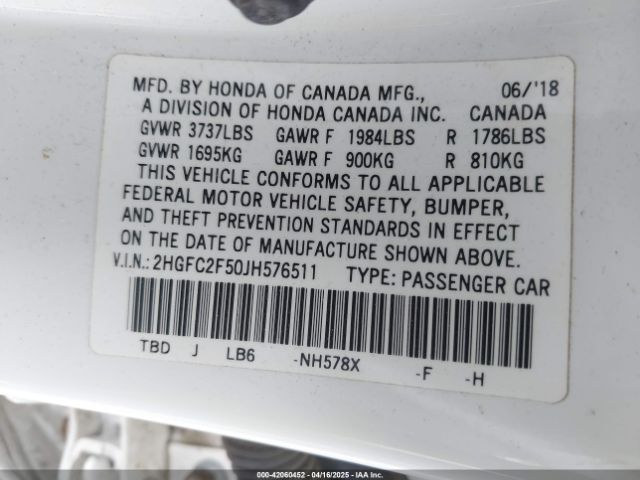 MFD. BY HONDA OF CANADA MFG., 06/'18
A DIVISION OF HONDA CANADA INC. CANADA
GVWR 3737LBS GAWR F 1984LBS R 1786LBS
GVWR 1695KG GAWR F 900KG R 810KG
THIS VEHICLE CONFORMS TO ALL APPLICABLE
FEDERAL MOTOR VEHICLE SAFETY, BUMPER,
AND THEFT PREVENTION STANDARDS IN EFFECT
ON THE DATE OF MANUFACTURE SHOWN ABOVE.
V.I.N.: 2HGFC2F50JH576511 TYPE: PASSENGER CAR
TBD J LB6 -NH578X -F -H
000-42060452 - 04/16/2025 - IAA Inc.